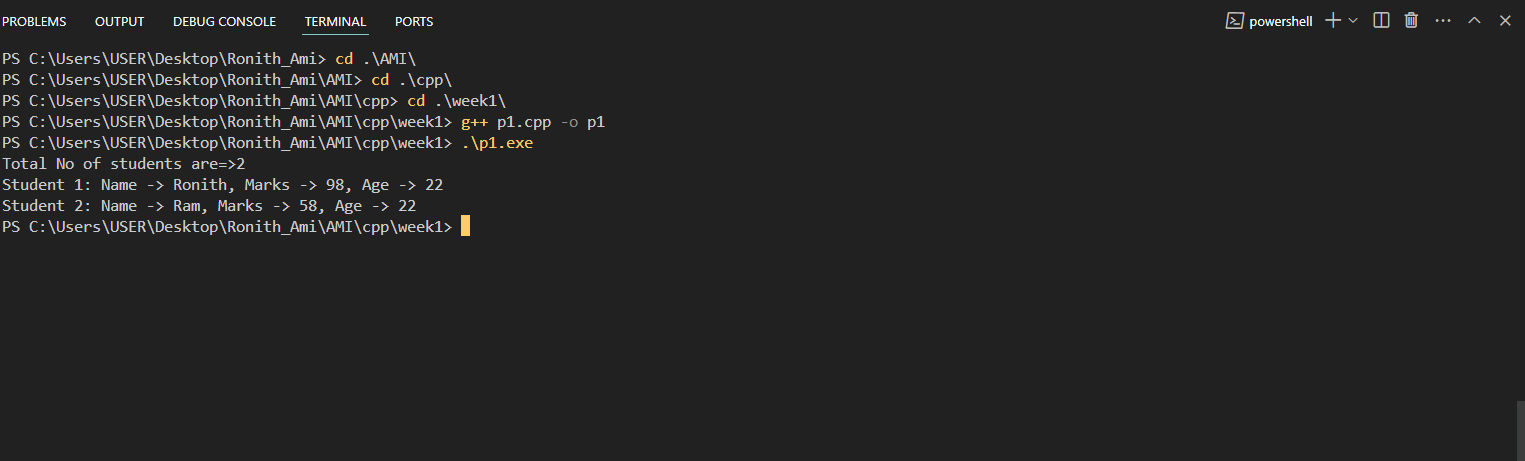 PROBLEMS OUTPUT DEBUG CONSOLE TERMINAL PORTS powershell
PS C:\Users\USER\Desktop\Ronith_Ami> cd .\AMI\
PS C:\Users\USER\Desktop\Ronith_Ami\AMI> cd .\cpp\
PS C:\Users\USER\Desktop\Ronith_Ami\AMI\cpp> cd .\week1\
PS C:\Users\USER\Desktop\Ronith_Ami\AMI\cpp\week1> g++ p1.cpp -o p1
PS C:\Users\USER\Desktop\Ronith_Ami\AMI\cpp\week1> .\p1.exe
Total No of students are=>2
Student 1: Name -> Ronith, Marks -> 98, Age -> 22
Student 2: Name -> Ram, Marks -> 58, Age -> 22
PS C:\Users\USER\Desktop\Ronith_Ami\AMI\cpp\week1>